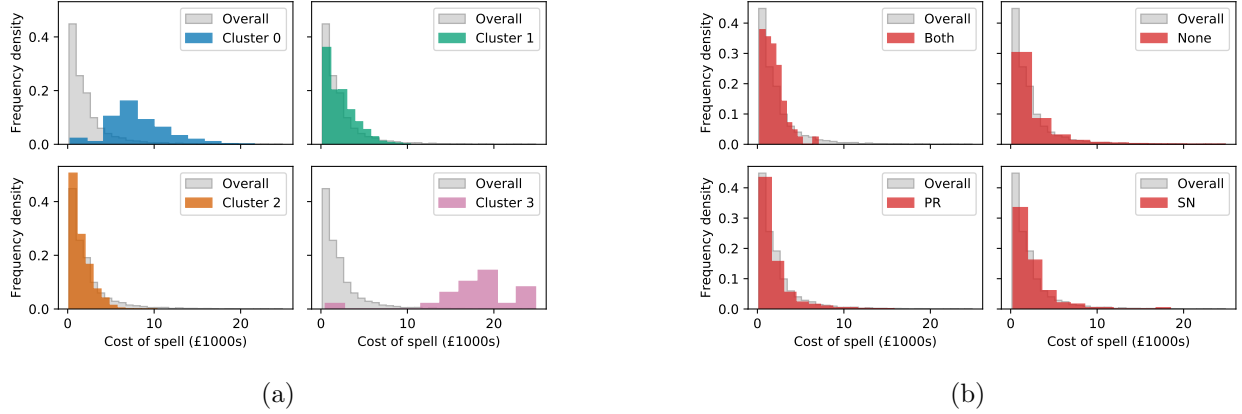 Frequency density
0.4
0.2
0.0
Overall
Cluster 0
Overall
Cluster 1
Frequency density
0.4
0.2
0.0
Overall
Cluster 2
Overall
Cluster 3
0 10 20
0 10 20
Cost of spell (£1000s)
Cost of spell (£1000s)
(a)
Frequency density
0.4
0.3
0.2
0.1
0.0
Overall
Both
Overall
None
Frequency density
0.4
0.3
0.2
0.1
0.0
Overall
PR
Overall
SN
0 10 20
0 10 20
Cost of spell (£1000s)
Cost of spell (£1000s)
(b)